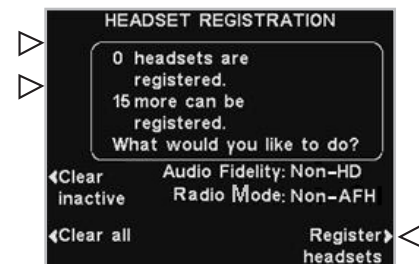 HEADSET REGISTRATION
0 headsets are
registered.
15 more can be
registered.
What would you like to do?
Audio Fidelity: Non-HD
Radio Mode: Non-AFH
◀Clear
inactive
◀Clear all
Register▶
headsets